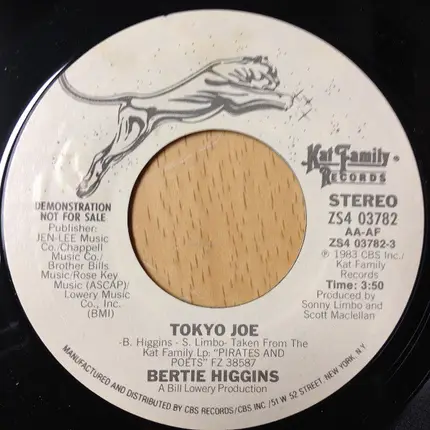 Kat Family
RECORDS
DEMONSTRATION
NOT FOR SALE
Publisher:
JEN-LEE Music
Co./Chappell
Music Co./
Brother Bills
Music/Rose Key
Music (ASCAP)/
Lowery Music
Co., Inc.
(BMI)
STEREO
ZS4 03782
AA-AF
ZS4 03782-3
℗ 1983 CBS Inc./
Kat Family
Records
Time: 3:50
Produced by
Sonny Limbo and
Scott Maclellan
TOKYO JOE
-B. Higgins - S. Limbo- Taken From The
Kat Family Lp: "PIRATES AND
POETS" FZ 38587
BERTIE HIGGINS
A Bill Lowery Production
MANUFACTURED AND DISTRIBUTED BY CBS RECORDS/CBS INC./51 W 52 STREET, NEW YORK, N.Y.